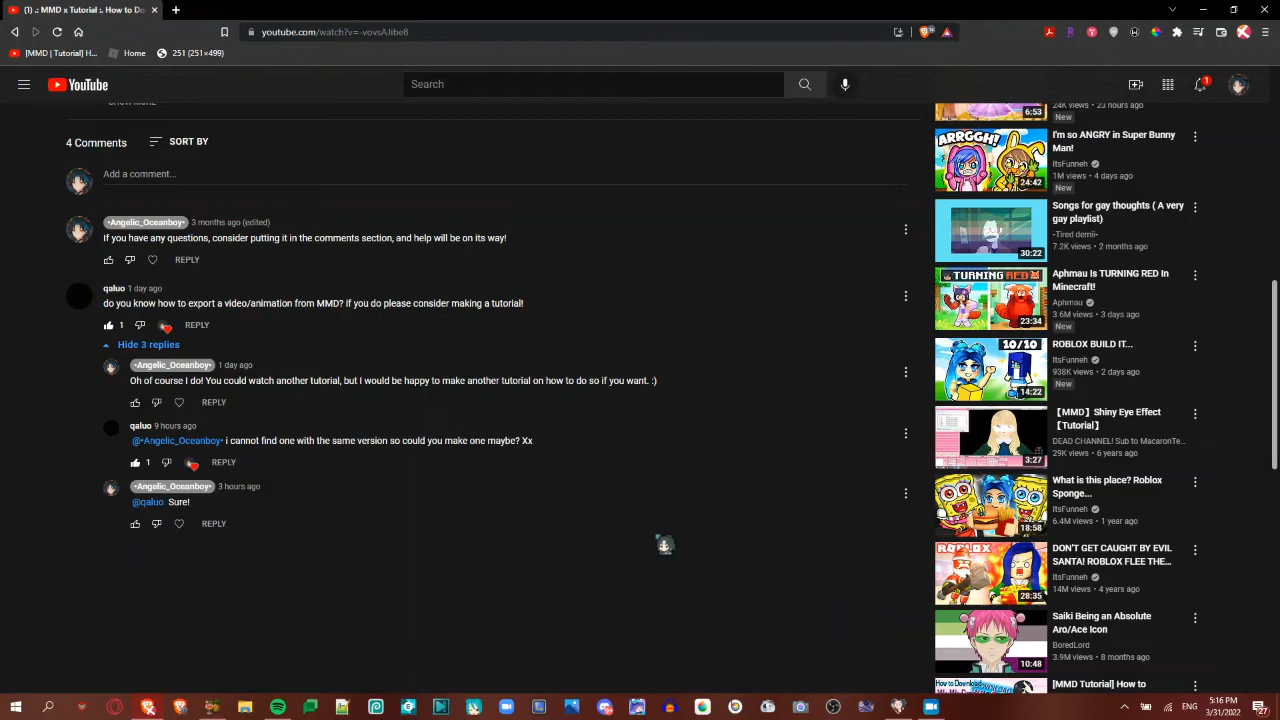 (1) .: MMD x Tutorial :. How to Do
youtube.com/watch?v=-vovsAJibe8
[MMD | Tutorial] H...
Home
251 (251×499)
YouTube
Search
1
SHOW MORE
4 Comments
SORT BY
Add a comment...
•Angelic_Oceanboy• 3 months ago (edited)
If you have any questions, consider putting it in the comments section, and help will be on its way!
REPLY
qaluo 1 day ago
do you know how to export a video/animation from MMD? if you do please consider making a tutorial!
1 REPLY
Hide 3 replies
•Angelic_Oceanboy• 1 day ago
Oh of course I do! You could watch another tutorial, but I would be happy to make another tutorial on how to do so if you want. :)
REPLY
qaluo 9 hours ago
@•Angelic_Oceanboy• i cannot find one with the same version so could you make one maybe? Xx
1 REPLY
•Angelic_Oceanboy• 3 hours ago
@qaluo Sure!
REPLY
6:53
24K views • 23 hours ago
New
ARRGGH!
24:42
I'm so ANGRY in Super Bunny
Man!
ItsFunneh
1M views • 4 days ago
New
30:22
Songs for gay thoughts ( A very
gay playlist)
-Tired demii-
7.2K views • 2 months ago
TURNING RED
23:34
Aphmau Is TURNING RED In
Minecraft!
Aphmau
3.6M views • 3 days ago
New
10/10
14:22
ROBLOX BUILD IT...
ItsFunneh
938K views • 2 days ago
New
3:27
【MMD】Shiny Eye Effect
【Tutorial】
DEAD CHANNEL! Sub to MacaronTe...
29K views • 6 years ago
18:58
What is this place? Roblox
Sponge...
ItsFunneh
6.4M views • 1 year ago
ROBLOX
28:35
DON'T GET CAUGHT BY EVIL
SANTA! ROBLOX FLEE THE...
ItsFunneh
14M views • 4 years ago
10:48
Saiki Being an Absolute
Aro/Ace Icon
BoredLord
3.9M views • 8 months ago
How to Download
[MMD Tutorial] How to
ENG
5:16 PM
3/31/2022
27